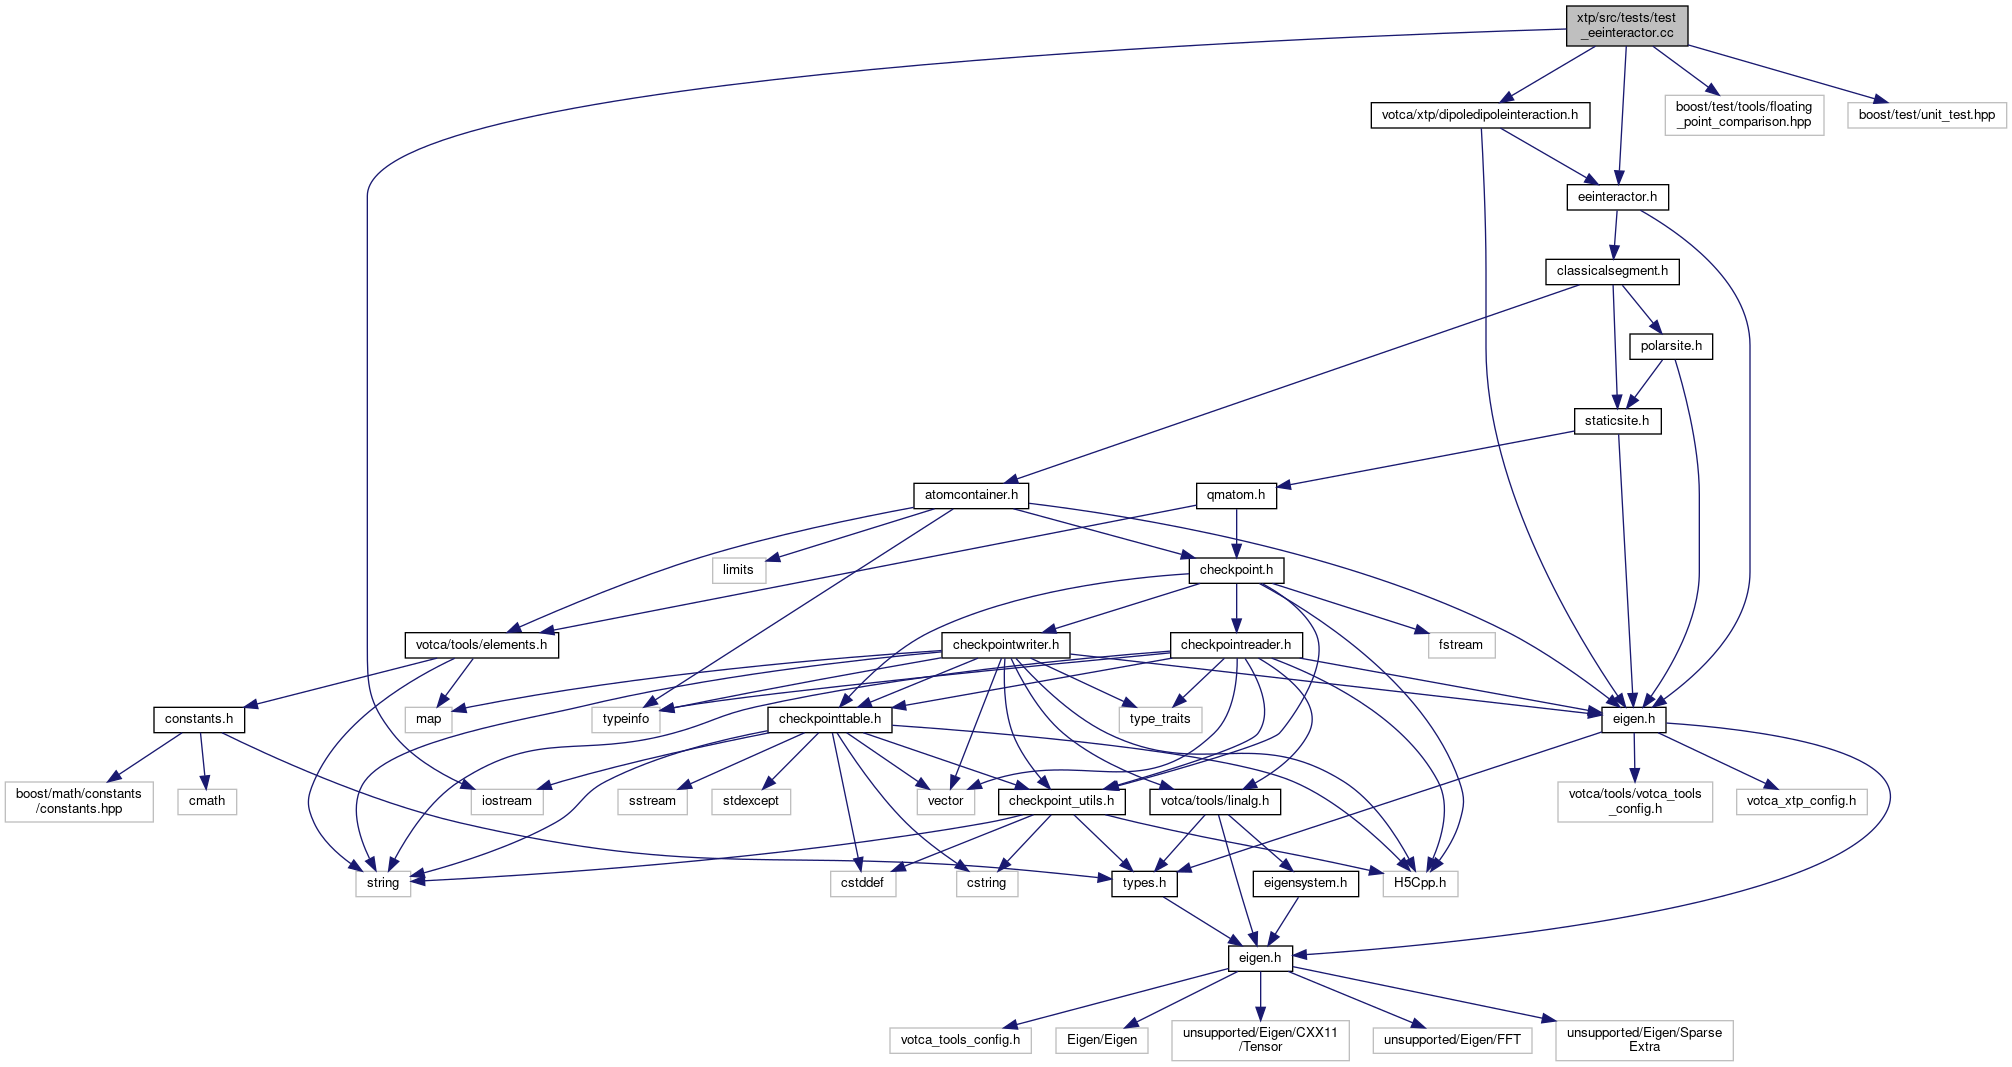 xtp/src/tests/test
_eeinteractor.cc
votca/xtp/dipoledipoleinteraction.h
boost/test/tools/floating
_point_comparison.hpp
boost/test/unit_test.hpp
eeinteractor.h
classicalsegment.h
polarsite.h
staticsite.h
atomcontainer.h
qmatom.h
limits
checkpoint.h
votca/tools/elements.h
checkpointwriter.h
checkpointreader.h
fstream
constants.h
map
typeinfo
checkpointtable.h
type_traits
eigen.h
boost/math/constants
/constants.hpp
cmath
iostream
sstream
stdexcept
vector
checkpoint_utils.h
votca/tools/linalg.h
votca/tools/votca_tools
_config.h
votca_xtp_config.h
string
cstddef
cstring
types.h
eigensystem.h
H5Cpp.h
eigen.h
votca_tools_config.h
Eigen/Eigen
unsupported/Eigen/CXX11
/Tensor
unsupported/Eigen/FFT
unsupported/Eigen/Sparse
Extra